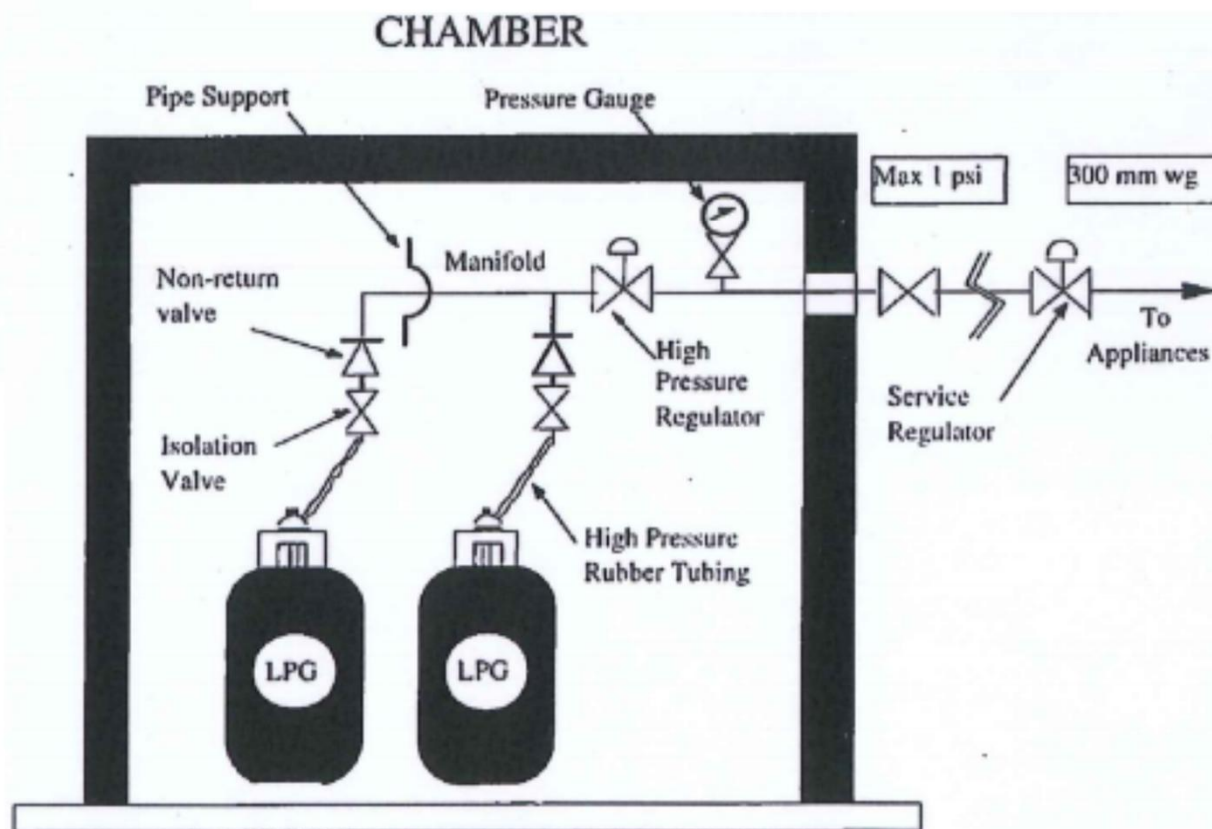 CHAMBER
Pipe Support
Pressure Gauge
Max 1 psi
300 mm wg
Non-return
valve
Manifold
High
Pressure
Regulator
To
Appliances
Service
Regulator
Isolation
Valve
High Pressure
Rubber Tubing
LPG
LPG